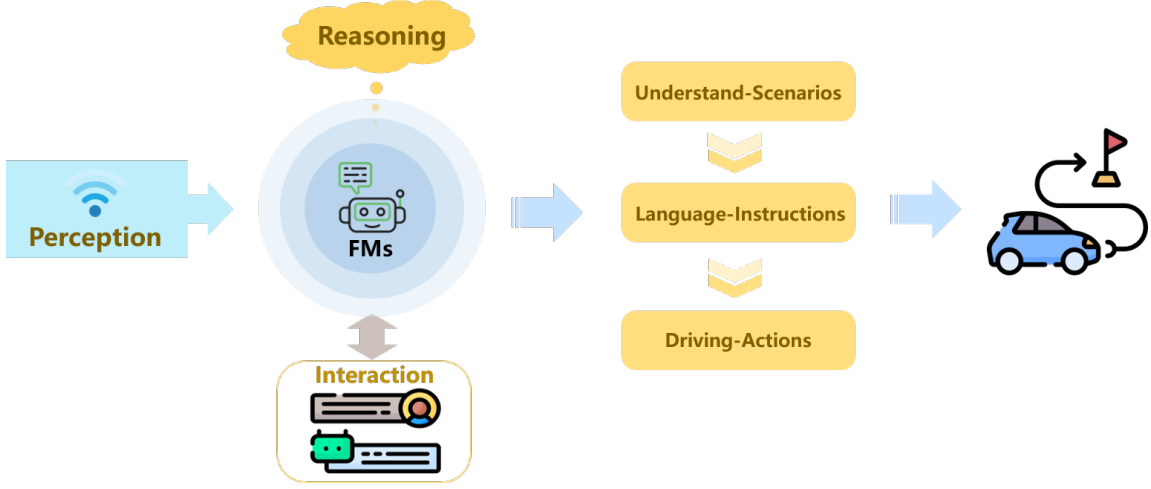 Reasoning
Perception
FMs
Interaction
Understand-Scenarios
Language-Instructions
Driving-Actions